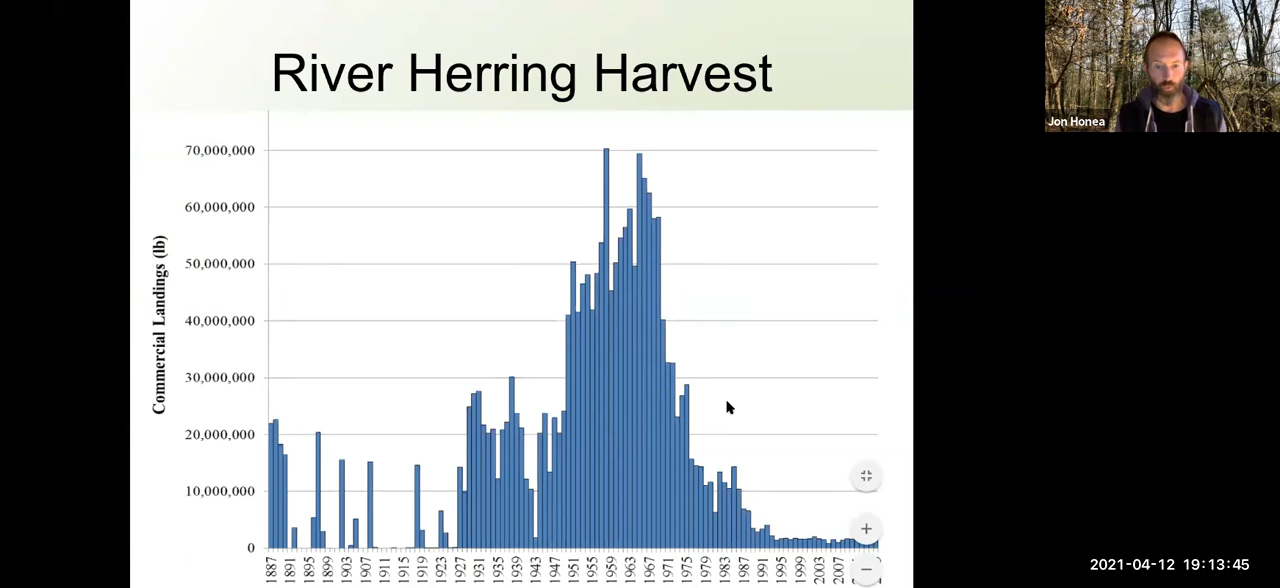 River Herring Harvest
Jon Honea
Commercial Landings (lb)
70,000,000
60,000,000
50,000,000
40,000,000
30,000,000
20,000,000
10,000,000
0
1887 1891 1895 1899 1903 1907 1911 1915 1919 1923 1927 1931 1935 1939 1943 1947 1951 1955 1959 1963 1967 1971 1975 1979 1983 1987 1991 1995 1999 2003 2007
2021-04-12 19:13:45